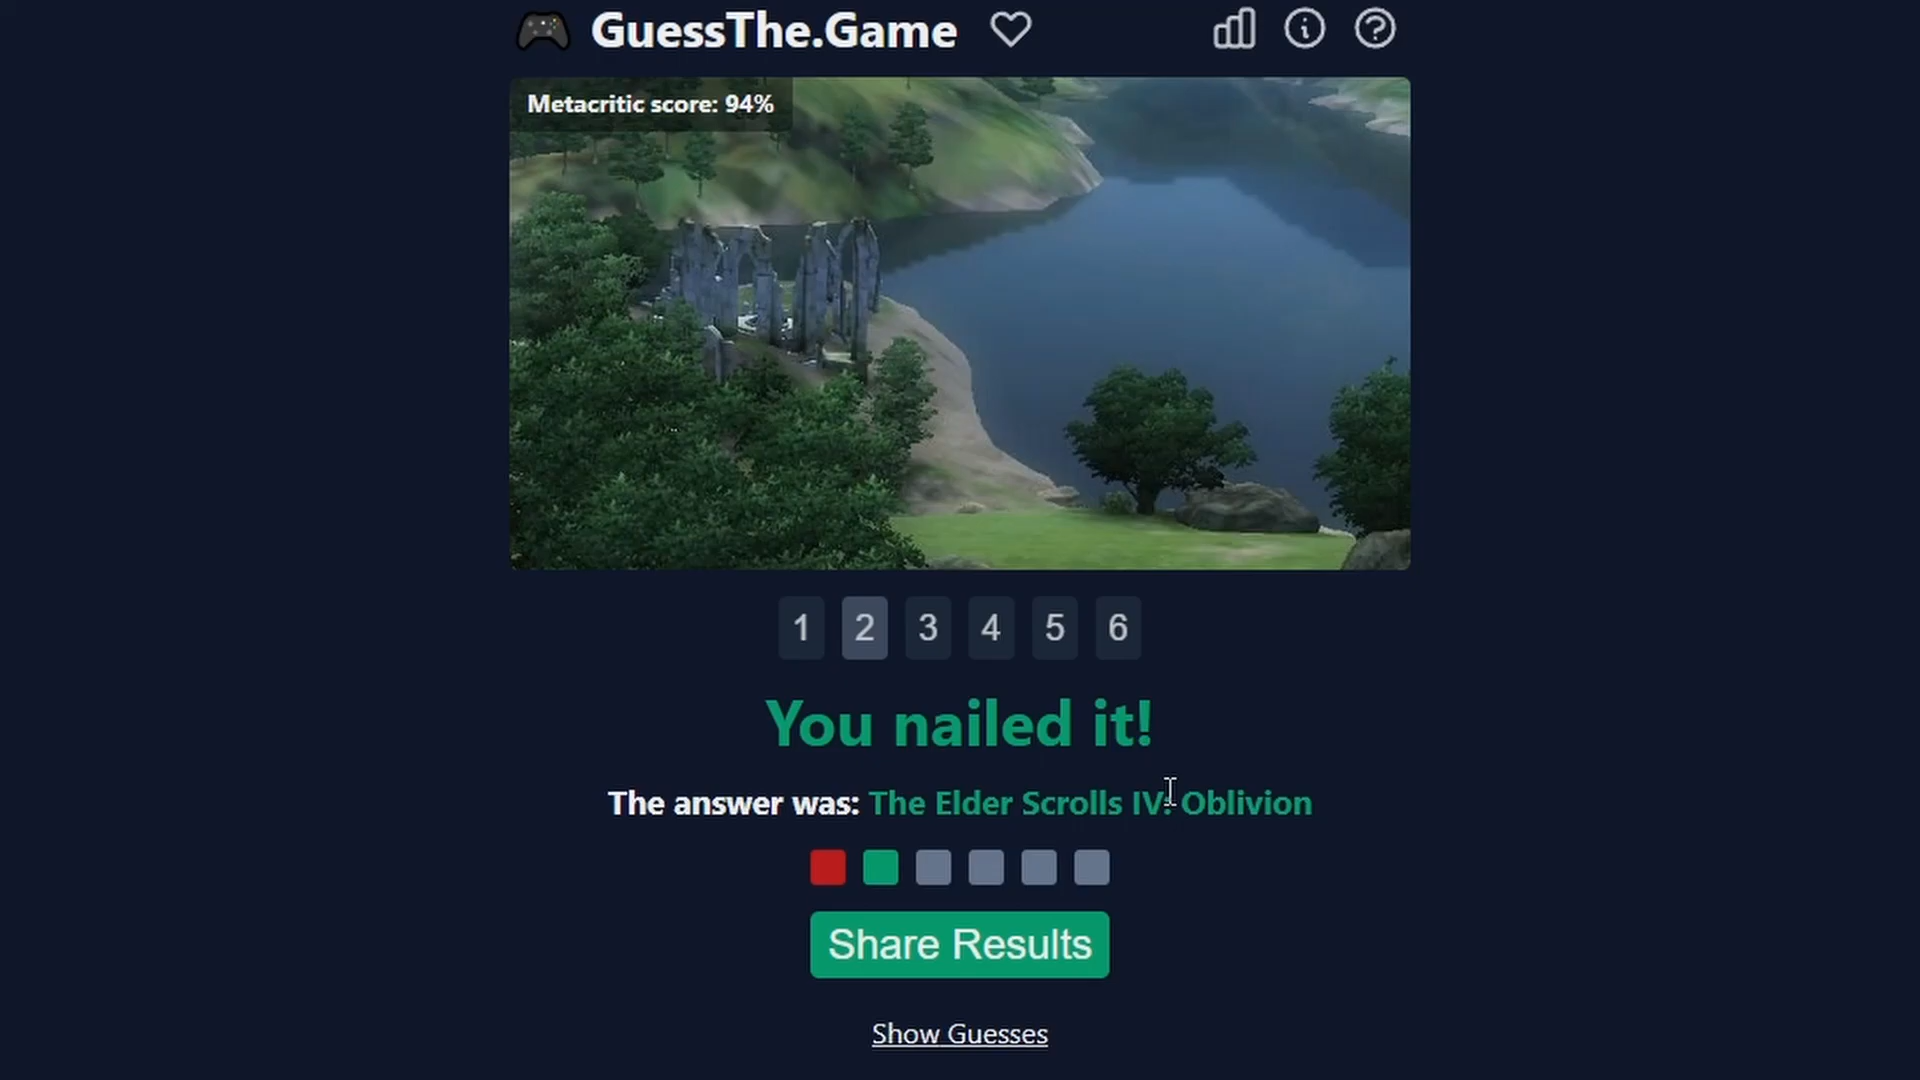 GuessThe.Game
Metacritic score: 94%
1 2 3 4 5 6
You nailed it!
The answer was: The Elder Scrolls IV: Oblivion
Share Results
Show Guesses